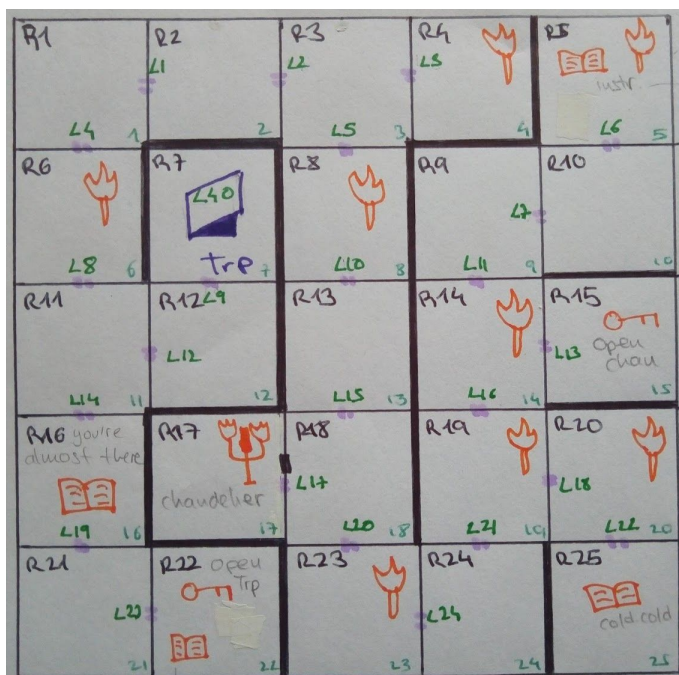 R1
R2
R3
R4
R5
L1
L2
L3
instr
L4
1
2
L5
3
4
L6
5
R6
R7
R8
R9
R10
L40
L7
Trp
L8
6
7
L10
8
L11
9
10
R11
R12
L9
R13
R14
R15
L12
L13
open
chan
L14
11
12
L15
13
L16
14
15
R16
you're
almost there
R17
R18
R19
R20
chandelier
L17
L18
L19
16
17
L20
18
L21
19
L22
20
R21
R22
open
Trp
R23
R24
R25
L23
L24
cold cold
21
22
23
24
25